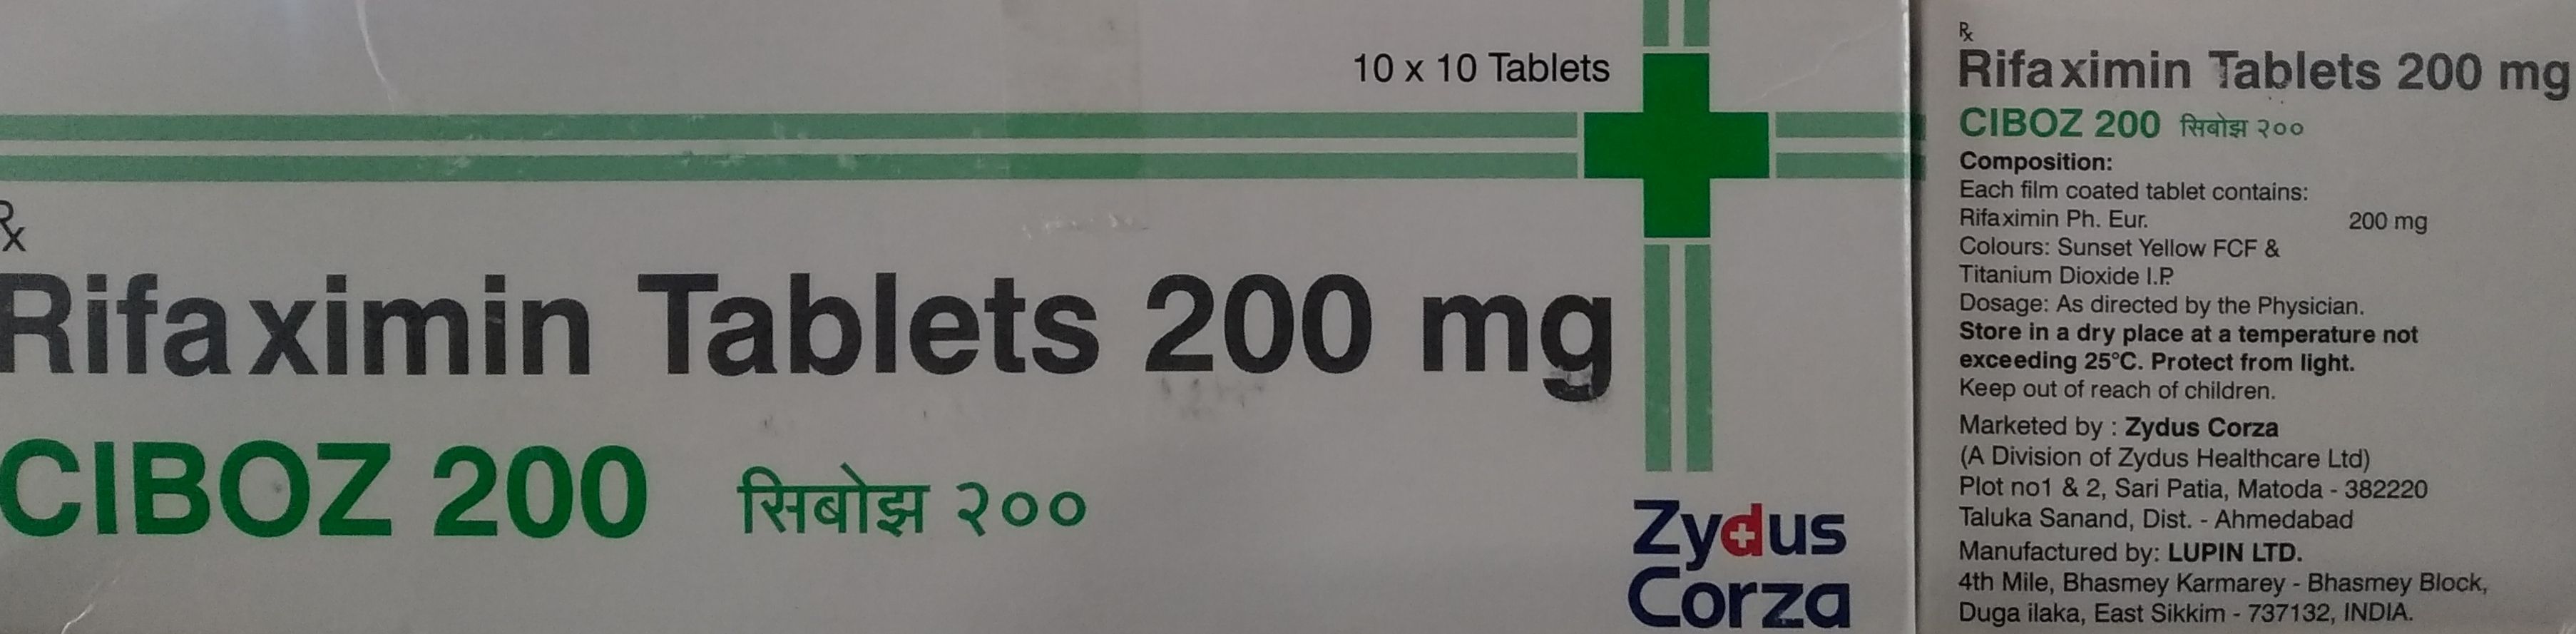 10 x 10 Tablets
Rx
Rifaximin Tablets 200 mg
CIBOZ 200 सिबोझ २००
Zydus
Corza
Rx
Rifaximin Tablets 200 mg
CIBOZ 200 सिबोझ २००
Composition:
Each film coated tablet contains:
Rifaximin Ph. Eur. 200 mg
Colours: Sunset Yellow FCF &
Titanium Dioxide I.P.
Dosage: As directed by the Physician.
Store in a dry place at a temperature not
exceeding 25°C. Protect from light.
Keep out of reach of children.
Marketed by : Zydus Corza
(A Division of Zydus Healthcare Ltd)
Plot no1 & 2, Sari Patia, Matoda - 382220
Taluka Sanand, Dist. - Ahmedabad
Manufactured by: LUPIN LTD.
4th Mile, Bhasmey Karmarey - Bhasmey Block,
Duga ilaka, East Sikkim - 737132, INDIA.